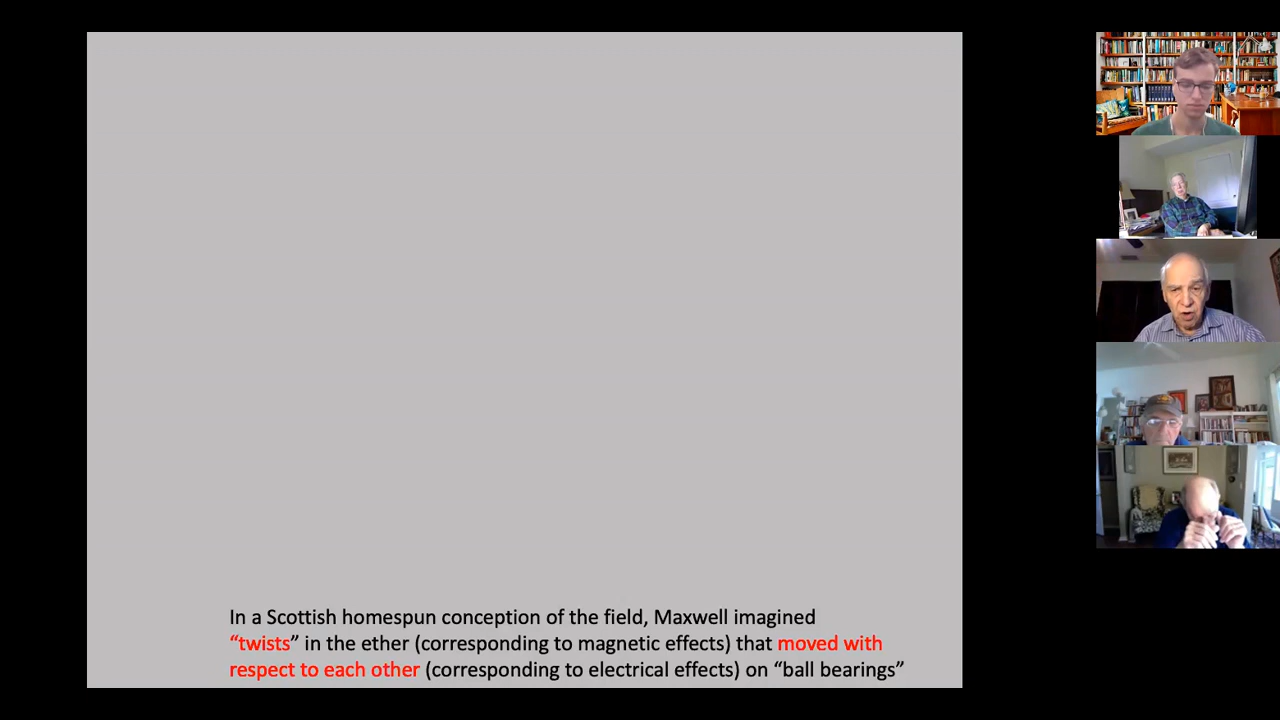 In a Scottish homespun conception of the field, Maxwell imagined
“twists” in the ether (corresponding to magnetic effects) that moved with
respect to each other (corresponding to electrical effects) on “ball bearings”